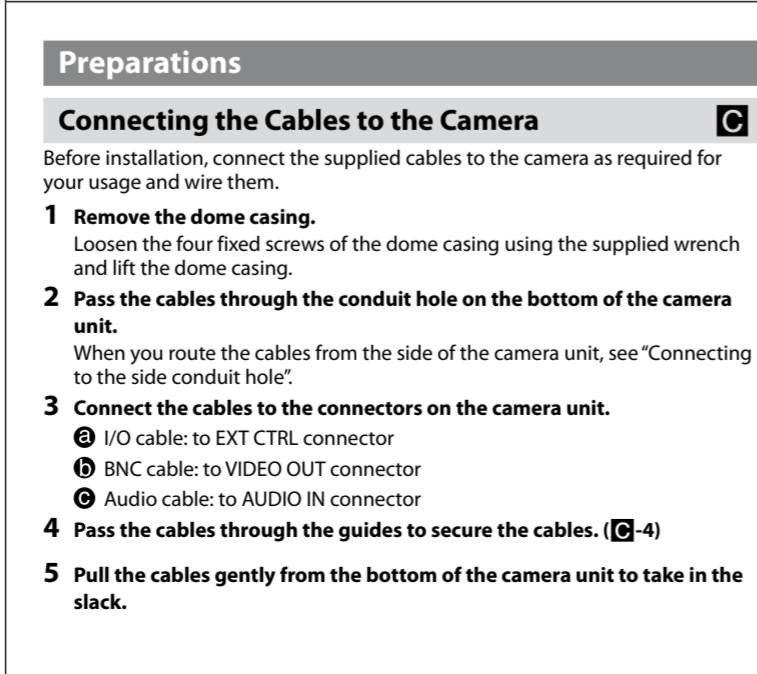 Preparations
Connecting the Cables to the Camera C
Before installation, connect the supplied cables to the camera as required for
your usage and wire them.
1 Remove the dome casing.
Loosen the four fixed screws of the dome casing using the supplied wrench
and lift the dome casing.
2 Pass the cables through the conduit hole on the bottom of the camera
unit.
When you route the cables from the side of the camera unit, see “Connecting
to the side conduit hole”.
3 Connect the cables to the connectors on the camera unit.
a I/O cable: to EXT CTRL connector
b BNC cable: to VIDEO OUT connector
c Audio cable: to AUDIO IN connector
4 Pass the cables through the guides to secure the cables. (C-4)
5 Pull the cables gently from the bottom of the camera unit to take in the
slack.